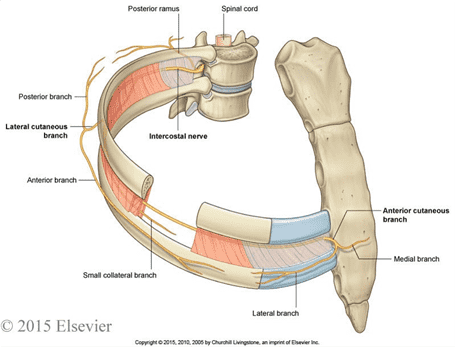 Posterior ramus
Spinal cord
Posterior branch
Lateral cutaneous
branch
Intercostal nerve
Anterior branch
Anterior cutaneous
branch
Medial branch
Small collateral branch
Lateral branch
© 2015 Elsevier
Copyright © 2015, 2010, 2005 by Churchill Livingstone, an imprint of Elsevier Inc.